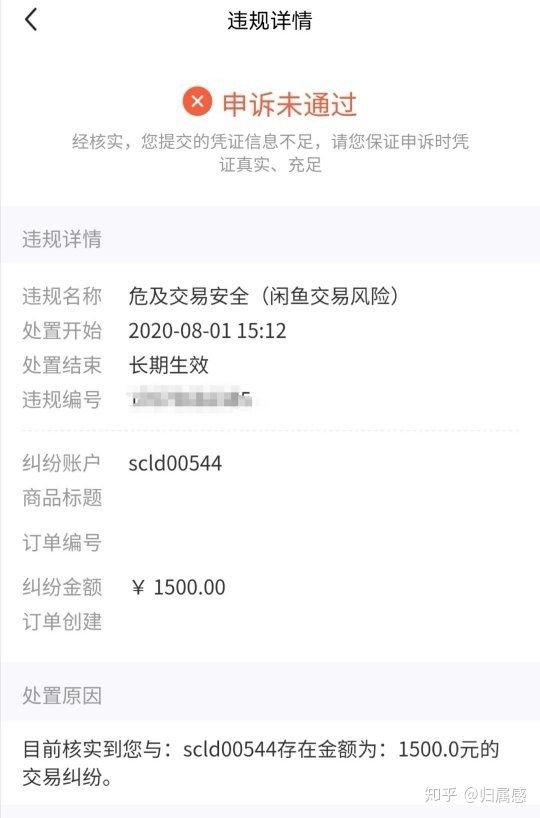 违规详情
申诉未通过
经核实，您提交的凭证信息不足，请您保证申诉时凭
证真实、充足
违规详情
违规名称 危及交易安全（闲鱼交易风险）
处置开始 2020-08-01 15:12
处置结束 长期生效
违规编号
纠纷账户 scld00544
商品标题
订单编号
纠纷金额 ￥ 1500.00
订单创建
处置原因
目前核实到您与：scld00544存在金额为：1500.0元的
交易纠纷。
知乎 @归属感